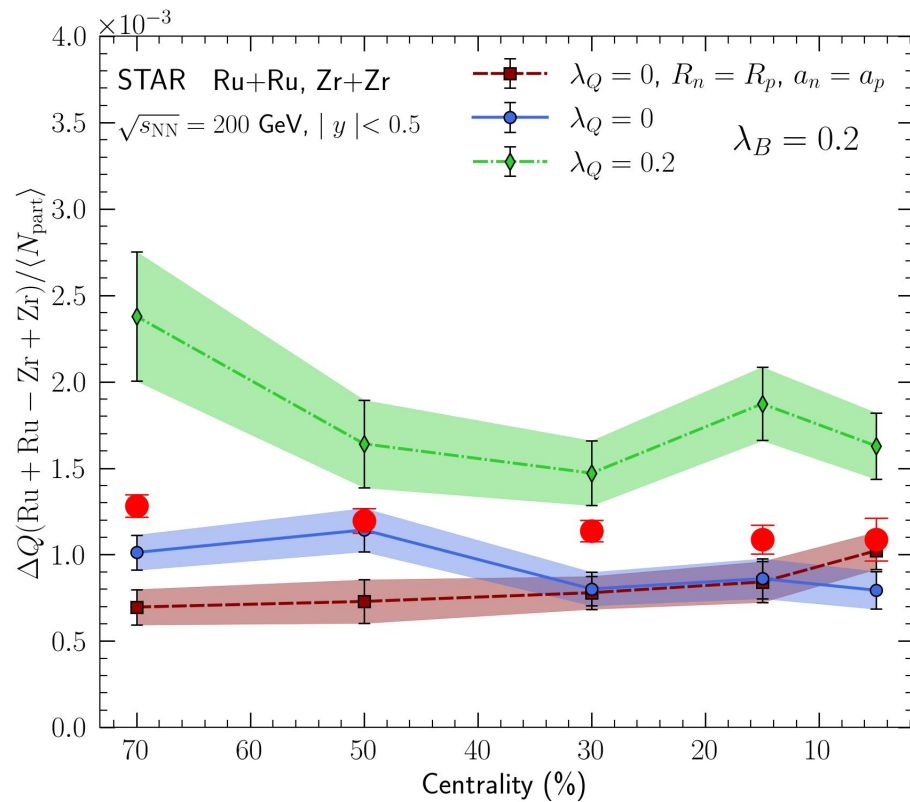 ×10⁻³
4.0
3.5
3.0
2.5
2.0
1.5
1.0
0.5
0.0
ΔQ(Ru + Ru − Zr + Zr)/⟨N_part⟩
STAR Ru+Ru, Zr+Zr
√s_NN = 200 GeV, | y |< 0.5
λ_Q = 0, R_n = R_p, a_n = a_p
λ_Q = 0
λ_Q = 0.2
λ_B = 0.2
70 60 50 40 30 20 10
Centrality (%)